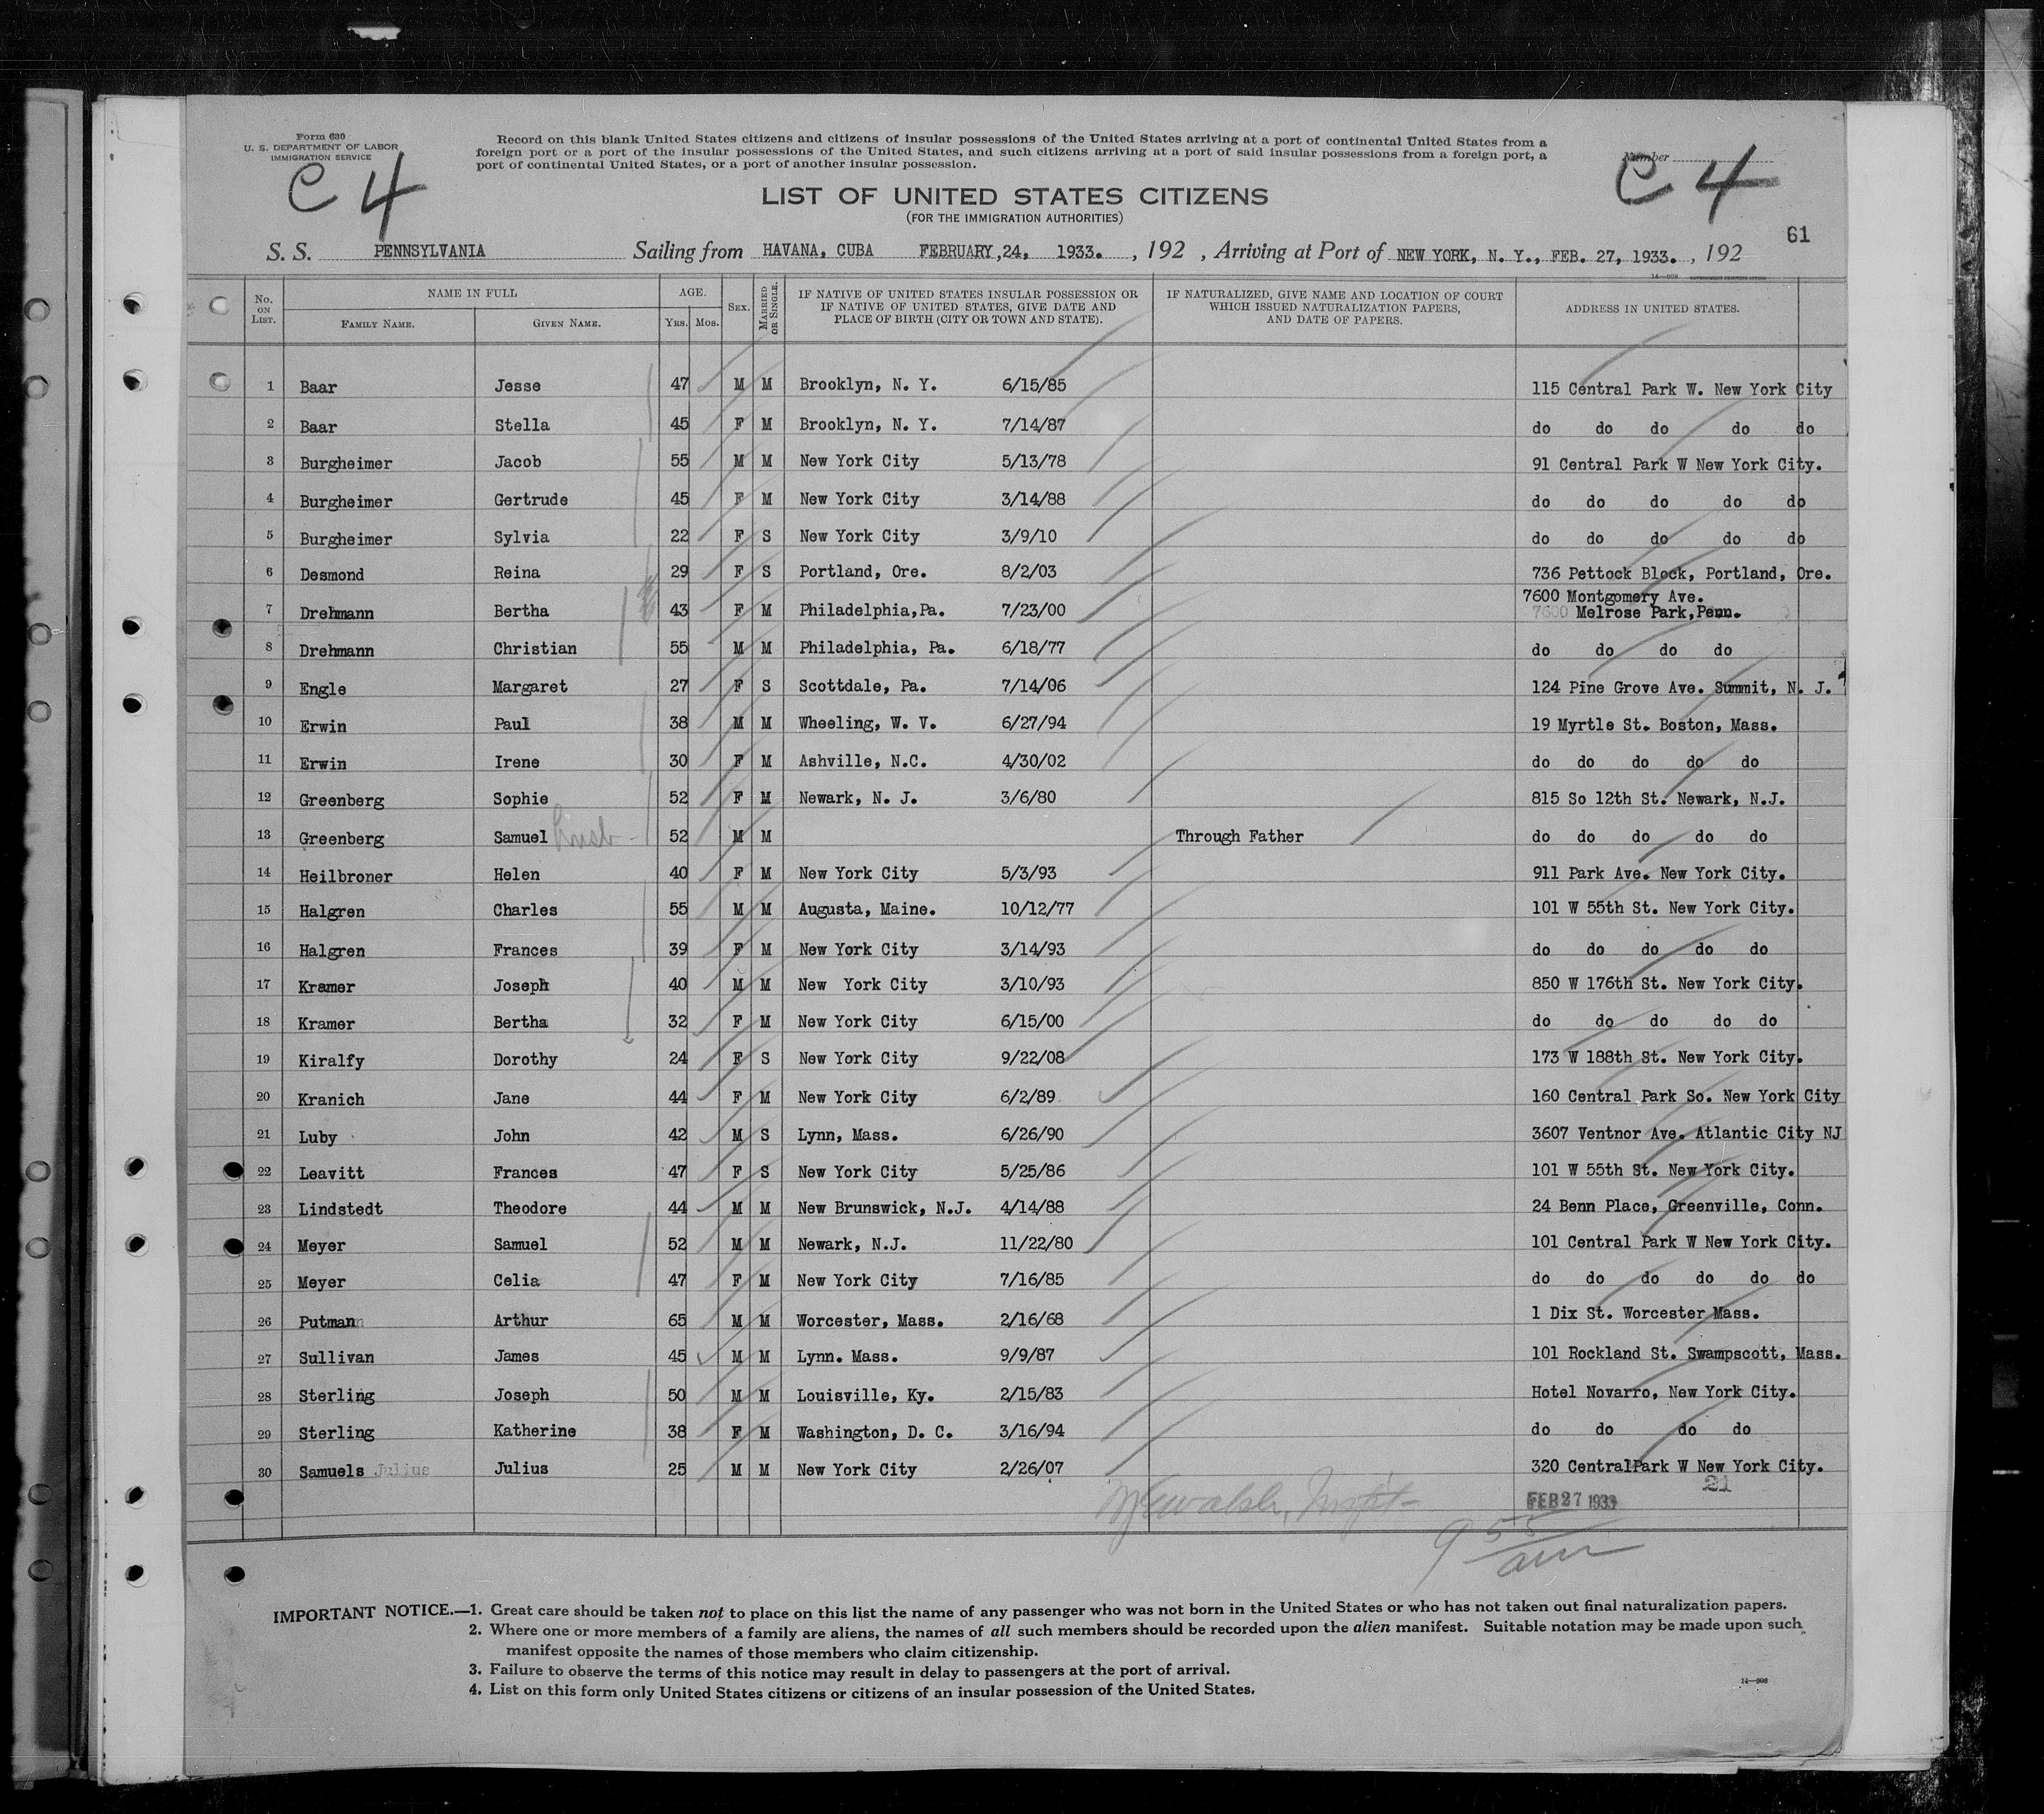 Form 630
U. S. DEPARTMENT OF LABOR
IMMIGRATION SERVICE
C 4
Record on this blank United States citizens and citizens of insular possessions of the United States arriving at a port of continental United States from a
foreign port or a port of the insular possessions of the United States, and such citizens arriving at a port of said insular possessions from a foreign port, a
port of continental United States, or a port of another insular possession.
Number
C 4
LIST OF UNITED STATES CITIZENS
(FOR THE IMMIGRATION AUTHORITIES)
61
S. S. PENNSYLVANIA Sailing from HAVANA, CUBA FEBRUARY,24, 1933. , 192 , Arriving at Port of NEW YORK, N. Y., FEB. 27, 1933. , 192
No. ON LIST. NAME IN FULL AGE. SEX. MARRIED OR SINGLE. IF NATIVE OF UNITED STATES INSULAR POSSESSION OR IF NATIVE OF UNITED STATES, GIVE DATE AND PLACE OF BIRTH (CITY OR TOWN AND STATE). IF NATURALIZED, GIVE NAME AND LOCATION OF COURT WHICH ISSUED NATURALIZATION PAPERS, AND DATE OF PAPERS. ADDRESS IN UNITED STATES.
FAMILY NAME. GIVEN NAME. YRS. MOS.
1 Baar Jesse 47 M M Brooklyn, N. Y. 6/15/85 115 Central Park W. New York City
2 Baar Stella 45 F M Brooklyn, N. Y. 7/14/87 do do do do do
3 Burgheimer Jacob 55 M M New York City 5/13/78 91 Central Park W New York City.
4 Burgheimer Gertrude 45 F M New York City 3/14/88 do do do do do
5 Burgheimer Sylvia 22 F S New York City 3/9/10 do do do do do
6 Desmond Reina 29 F S Portland, Ore. 8/2/03 736 Pettock Block, Portland, Ore.
7600 Montgomery Ave.
7 Drehmann Bertha 43 F M Philadelphia,Pa. 7/23/00 7600 Melrose Park,Penn.
8 Drehmann Christian 55 M M Philadelphia, Pa. 6/18/77 do do do do
9 Engle Margaret 27 F S Scottdale, Pa. 7/14/06 124 Pine Grove Ave. Summit, N. J.
10 Erwin Paul 38 M M Wheeling, W. V. 6/27/94 19 Myrtle St. Boston, Mass.
11 Erwin Irene 30 F M Ashville, N.C. 4/30/02 do do do do do
12 Greenberg Sophie 52 F M Newark, N. J. 3/6/80 815 So 12th St. Newark, N.J.
13 Greenberg Samuel husb 52 M M Through Father do do do do do
14 Heilbroner Helen 40 F M New York City 5/3/93 911 Park Ave. New York City.
15 Halgren Charles 55 M M Augusta, Maine. 10/12/77 101 W 55th St. New York City.
16 Halgren Frances 39 F M New York City 3/14/93 do do do do do
17 Kramer Joseph 40 M M New York City 3/10/93 850 W 176th St. New York City.
18 Kramer Bertha 32 F M New York City 6/15/00 do do do do do
19 Kiralfy Dorothy 24 F S New York City 9/22/08 173 W 188th St. New York City.
20 Kranich Jane 44 F M New York City 6/2/89 160 Central Park So. New York City
21 Luby John 42 M S Lynn, Mass. 6/26/90 3607 Ventnor Ave. Atlantic City NJ
22 Leavitt Frances 47 F S New York City 5/25/86 101 W 55th St. New York City.
23 Lindstedt Theodore 44 M M New Brunswick, N.J. 4/14/88 24 Benn Place, Greenville, Conn.
24 Meyer Samuel 52 M M Newark, N.J. 11/22/80 101 Central Park W New York City.
25 Meyer Celia 47 F M New York City 7/16/85 do do do do do do
26 Putmann Arthur 65 M M Worcester, Mass. 2/16/68 1 Dix St. Worcester Mass.
27 Sullivan James 45 M M Lynn. Mass. 9/9/87 101 Rockland St. Swampscott, Mass.
28 Sterling Joseph 50 M M Louisville, Ky. 2/15/83 Hotel Novarro, New York City.
29 Sterling Katherine 38 F M Washington, D. C. 3/16/94 do do do do
30 Samuels Julius Julius 25 M M New York City 2/26/07 320 CentralPark W New York City.
21
FEB 27 1933
9 55 am
IMPORTANT NOTICE.—1. Great care should be taken not to place on this list the name of any passenger who was not born in the United States or who has not taken out final naturalization papers.
2. Where one or more members of a family are aliens, the names of all such members should be recorded upon the alien manifest. Suitable notation may be made upon such
manifest opposite the names of those members who claim citizenship.
3. Failure to observe the terms of this notice may result in delay to passengers at the port of arrival.
4. List on this form only United States citizens or citizens of an insular possession of the United States.